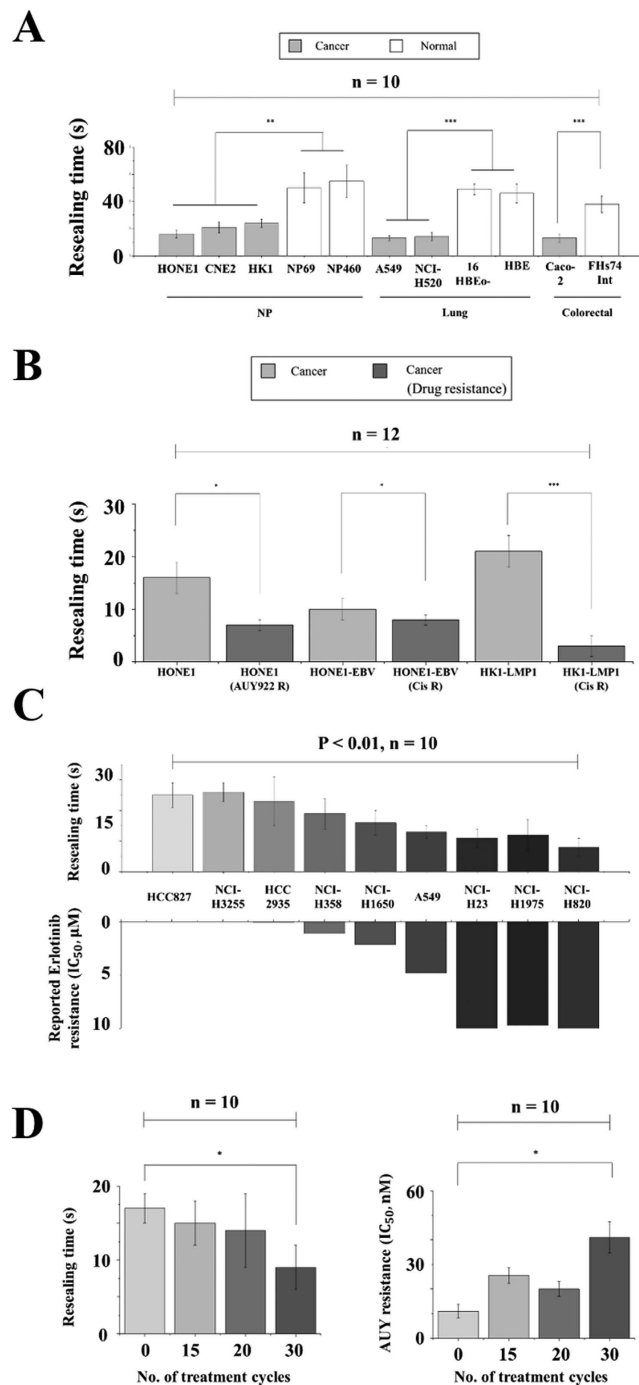 A
Cancer Normal
n = 10
** *** ***
Resealing time (s)
80
40
0
HONE1 CNE2 HK1 NP69 NP460 A549 NCI-H520 16 HBEo- HBE Caco-2 FHs74 Int
NP Lung Colorectal
B
Cancer Cancer
(Drug resistance)
n = 12
* * ***
Resealing time (s)
30
20
10
0
HONE1 HONE1 HONE1-EBV HONE1-EBV HK1-LMP1 HK1-LMP1
(AUY922 R) (Cis R) (Cis R)
C
P < 0.01, n = 10
Resealing time (s)
30
15
0
HCC827 NCI-H3255 HCC 2935 NCI-H358 NCI-H1650 A549 NCI-H23 NCI-H1975 NCI-H820
Reported Erlotinib
resistance (IC50, μM)
0
5
10
D
n = 10
*
Resealing time (s)
20
10
0
0 15 20 30
No. of treatment cycles
n = 10
*
AUY resistance (IC50, nM)
60
30
0
0 15 20 30
No. of treatment cycles